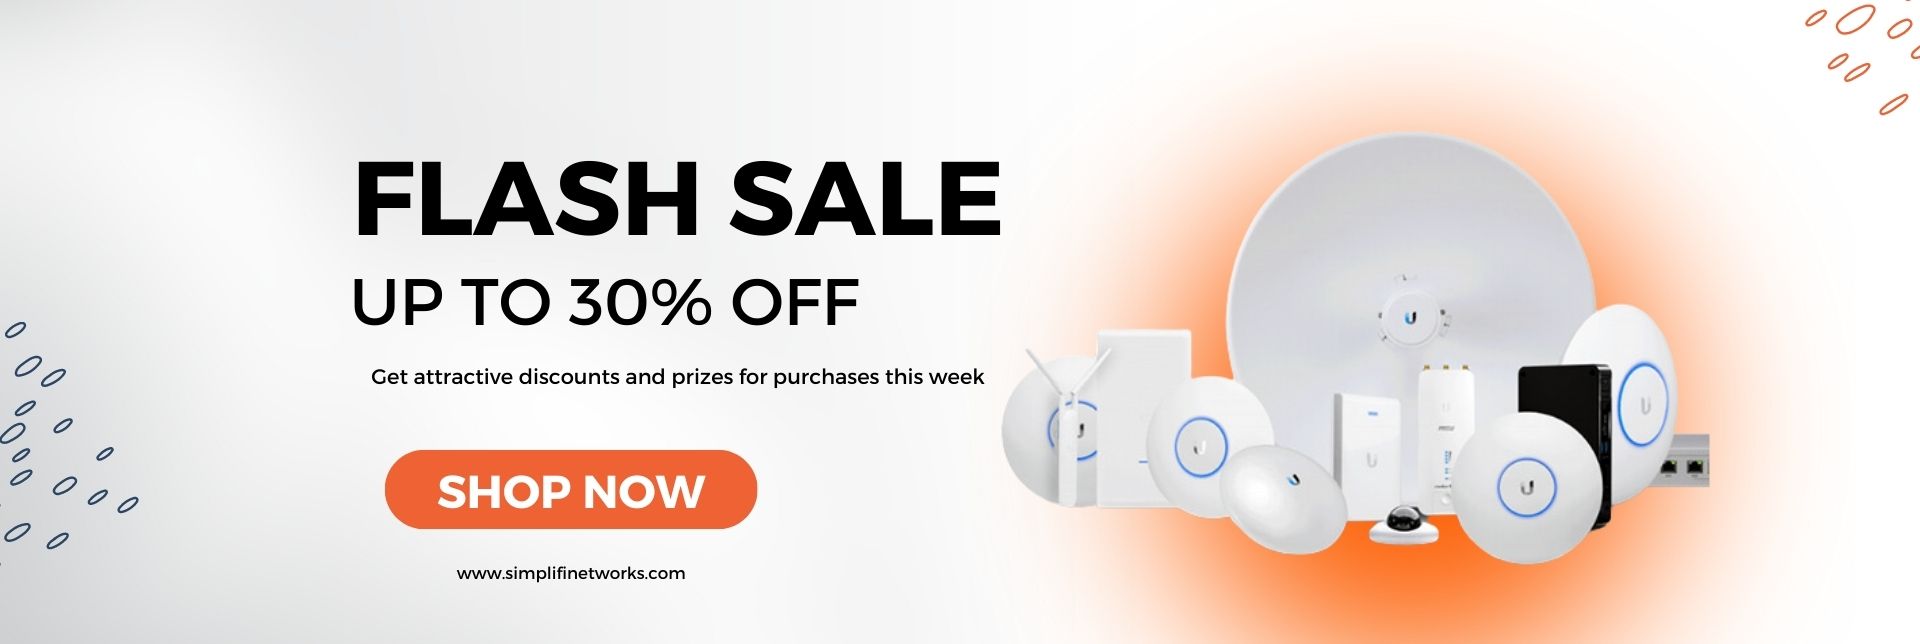 FLASH SALE
UP TO 30% OFF
Get attractive discounts and prizes for purchases this week
SHOP NOW
www.simplifinetworks.com